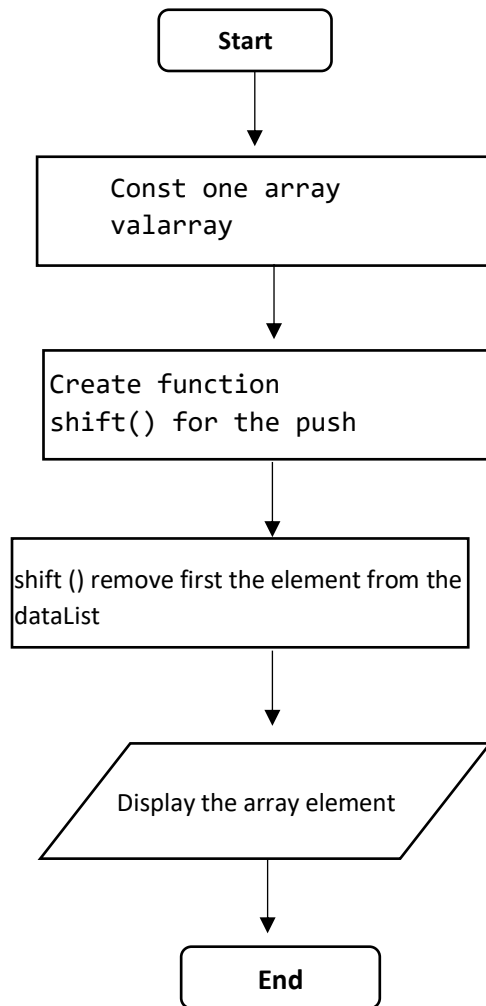 Start
Const one array
valarray
Create function
shift() for the push
shift () remove first the element from the
dataList
Display the array element
End